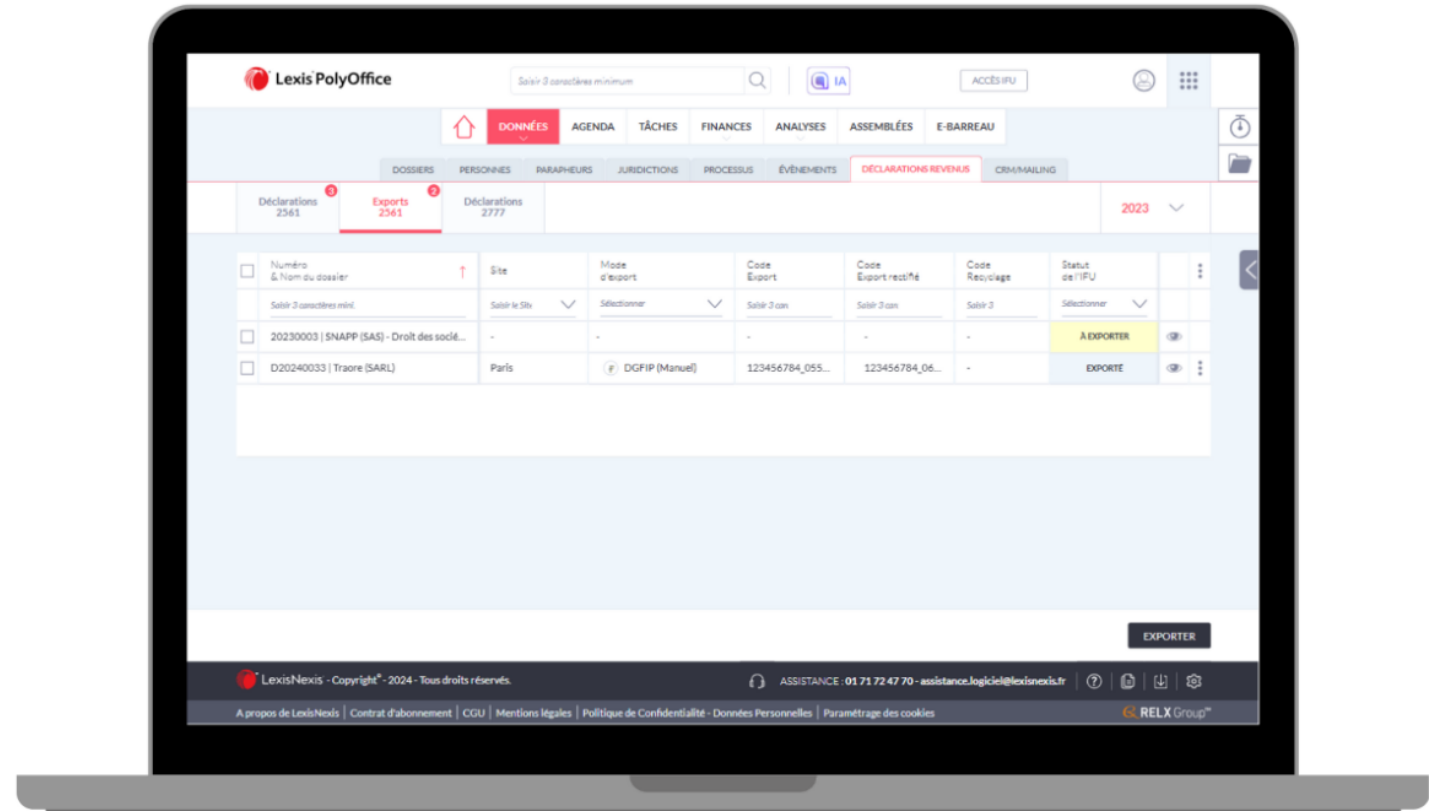 Lexis PolyOffice
Saisir 3 caractères minimum
IA
ACCÈS IFU
DONNÉES AGENDA TÂCHES FINANCES ANALYSES ASSEMBLÉES E-BARREAU
DOSSIERS PERSONNES PARAPHEURS JURIDICTIONS PROCESSUS ÉVÈNEMENTS DÉCLARATIONS REVENUS CRM/MAILING
Déclarations 2561 3
Exports 2561 2
Déclarations 2777
2023
Numéro & Nom du dossier
Site
Mode d'export
Code Export
Code Export rectifié
Code Recyclage
Statut de l'IFU
Saisir 3 caractères mini. Saisir le Site Sélectionner Saisir 3 carc Saisir 3 carc Saisir 3 Sélectionner
20230003 | SNAPP (SAS) - Droit des socié... - - - - - À EXPORTER
D20240033 | Traore (SARL) Paris DGFIP (Manuel) 123456784_055... 123456784_06... - EXPORTÉ
EXPORTER
LexisNexis - Copyright® - 2024 - Tous droits réservés.
ASSISTANCE : 01 71 72 47 70 - assistance.logiciel@lexisnexis.fr
A propos de LexisNexis | Contrat d'abonnement | CGU | Mentions légales | Politique de Confidentialité - Données Personnelles | Paramétrage des cookies
RELX Group™